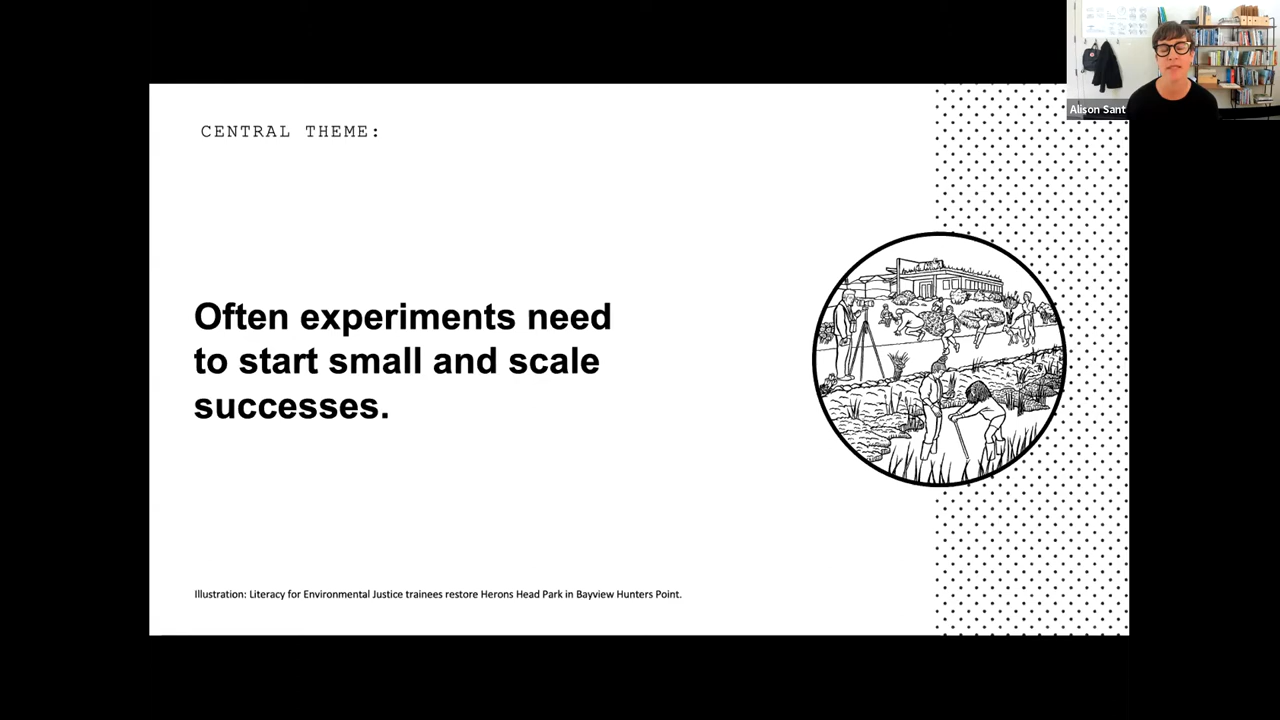 CENTRAL THEME:
Often experiments need
to start small and scale
successes.
Illustration: Literacy for Environmental Justice trainees restore Herons Head Park in Bayview Hunters Point.
Alison Sant